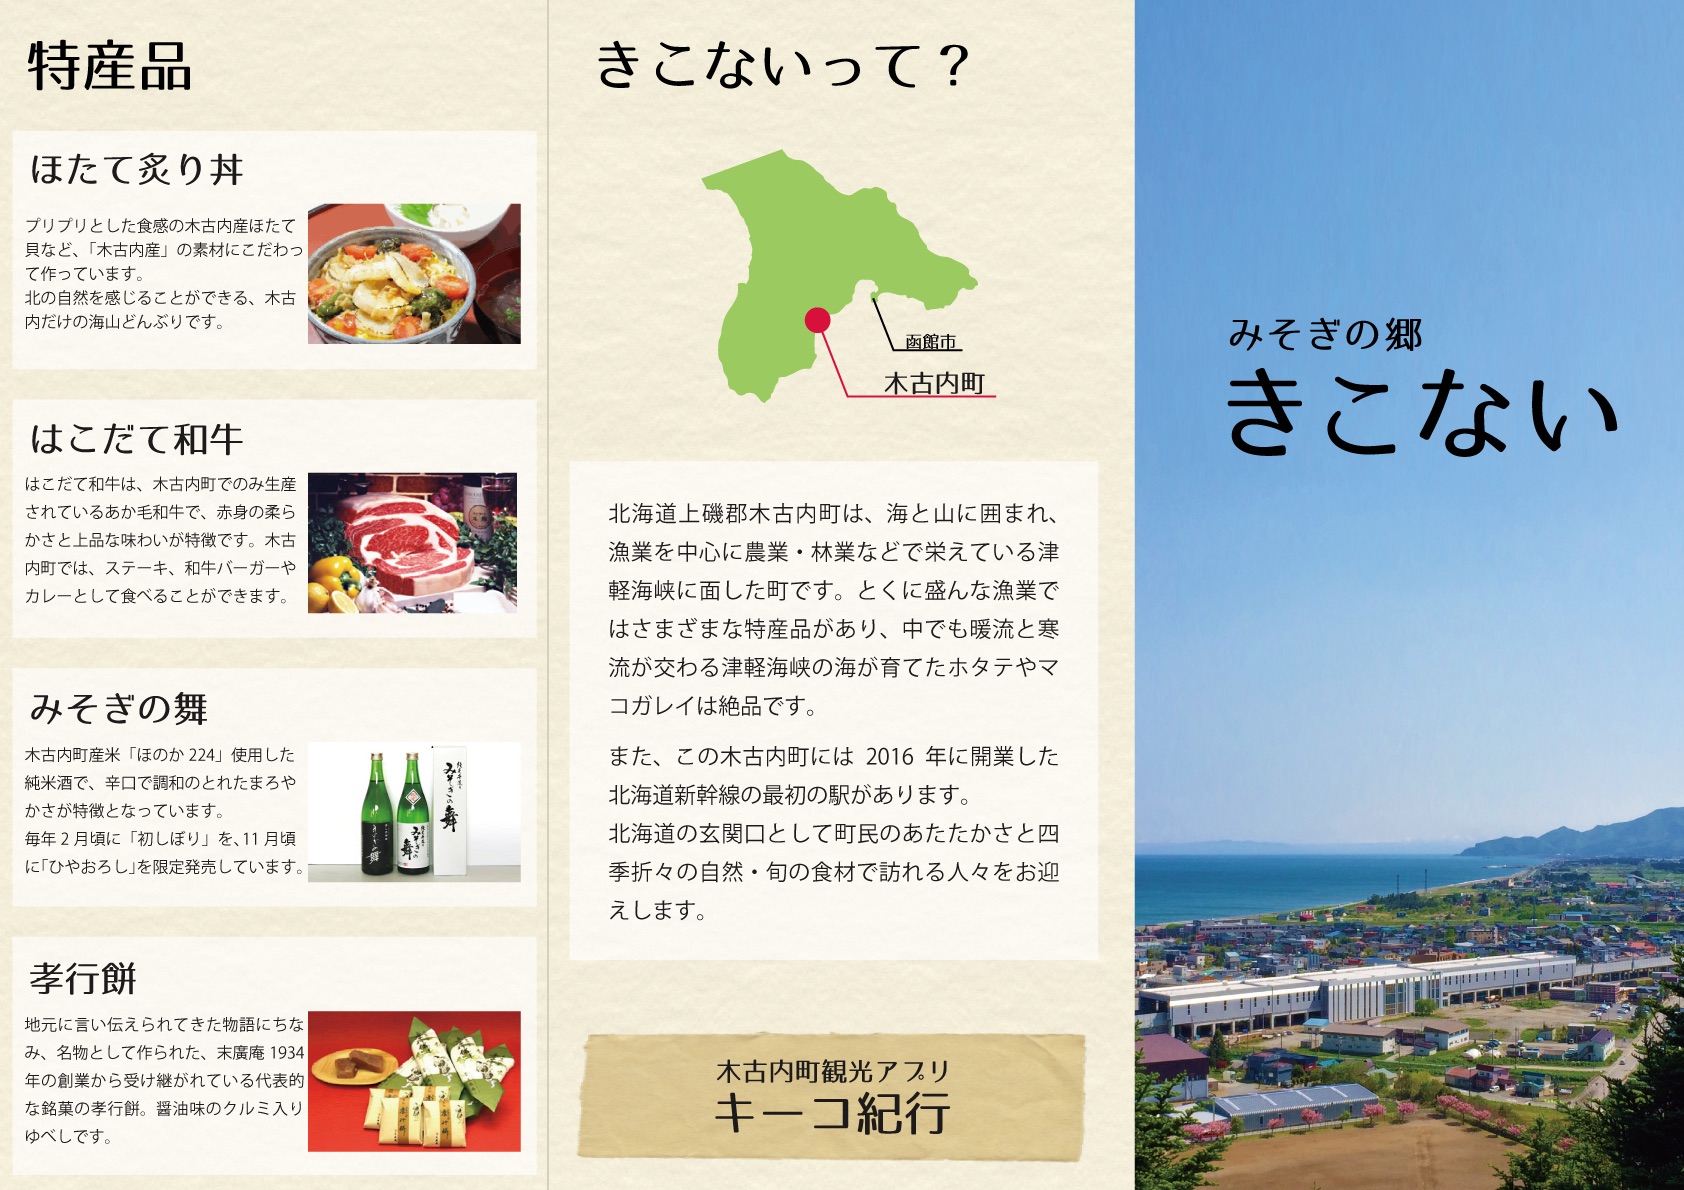 特産品
ほたて炙り丼
プリプリとした食感の木古内産ほたて
貝など、「木古内産」の素材にこだわっ
て作っています。
北の自然を感じることができる、木古
内だけの海山どんぶりです。
はこだて和牛
はこだて和牛は、木古内町でのみ生産
されているあか毛和牛で、赤身の柔ら
かさと上品な味わいが特徴です。木古
内町では、ステーキ、和牛バーガーや
カレーとして食べることができます。
みそぎの舞
木古内町産米「ほのか 224」使用した
純米酒で、辛口で調和のとれたまろや
かさが特徴となっています。
毎年 2 月頃に「初しぼり」を、11 月頃
に「ひやおろし」を限定発売しています。
みそぎの舞
みそぎの舞
みそぎの舞
孝行餅
地元に言い伝えられてきた物語にちな
み、名物として作られた、末廣庵 1934
年の創業から受け継がれている代表的
な銘菓の孝行餅。醤油味のクルミ入り
ゆべしです。
きこないって？
函館市
木古内町
北海道上磯郡木古内町は、海と山に囲まれ、
漁業を中心に農業・林業などで栄えている津
軽海峡に面した町です。とくに盛んな漁業で
はさまざまな特産品があり、中でも暖流と寒
流が交わる津軽海峡の海が育てたホタテやマ
コガレイは絶品です。
また、この木古内町には 2016 年に開業した
北海道新幹線の最初の駅があります。
北海道の玄関口として町民のあたたかさと四
季折々の自然・旬の食材で訪れる人々をお迎
えします。
木古内町観光アプリ
キーコ紀行
みそぎの郷
きこない